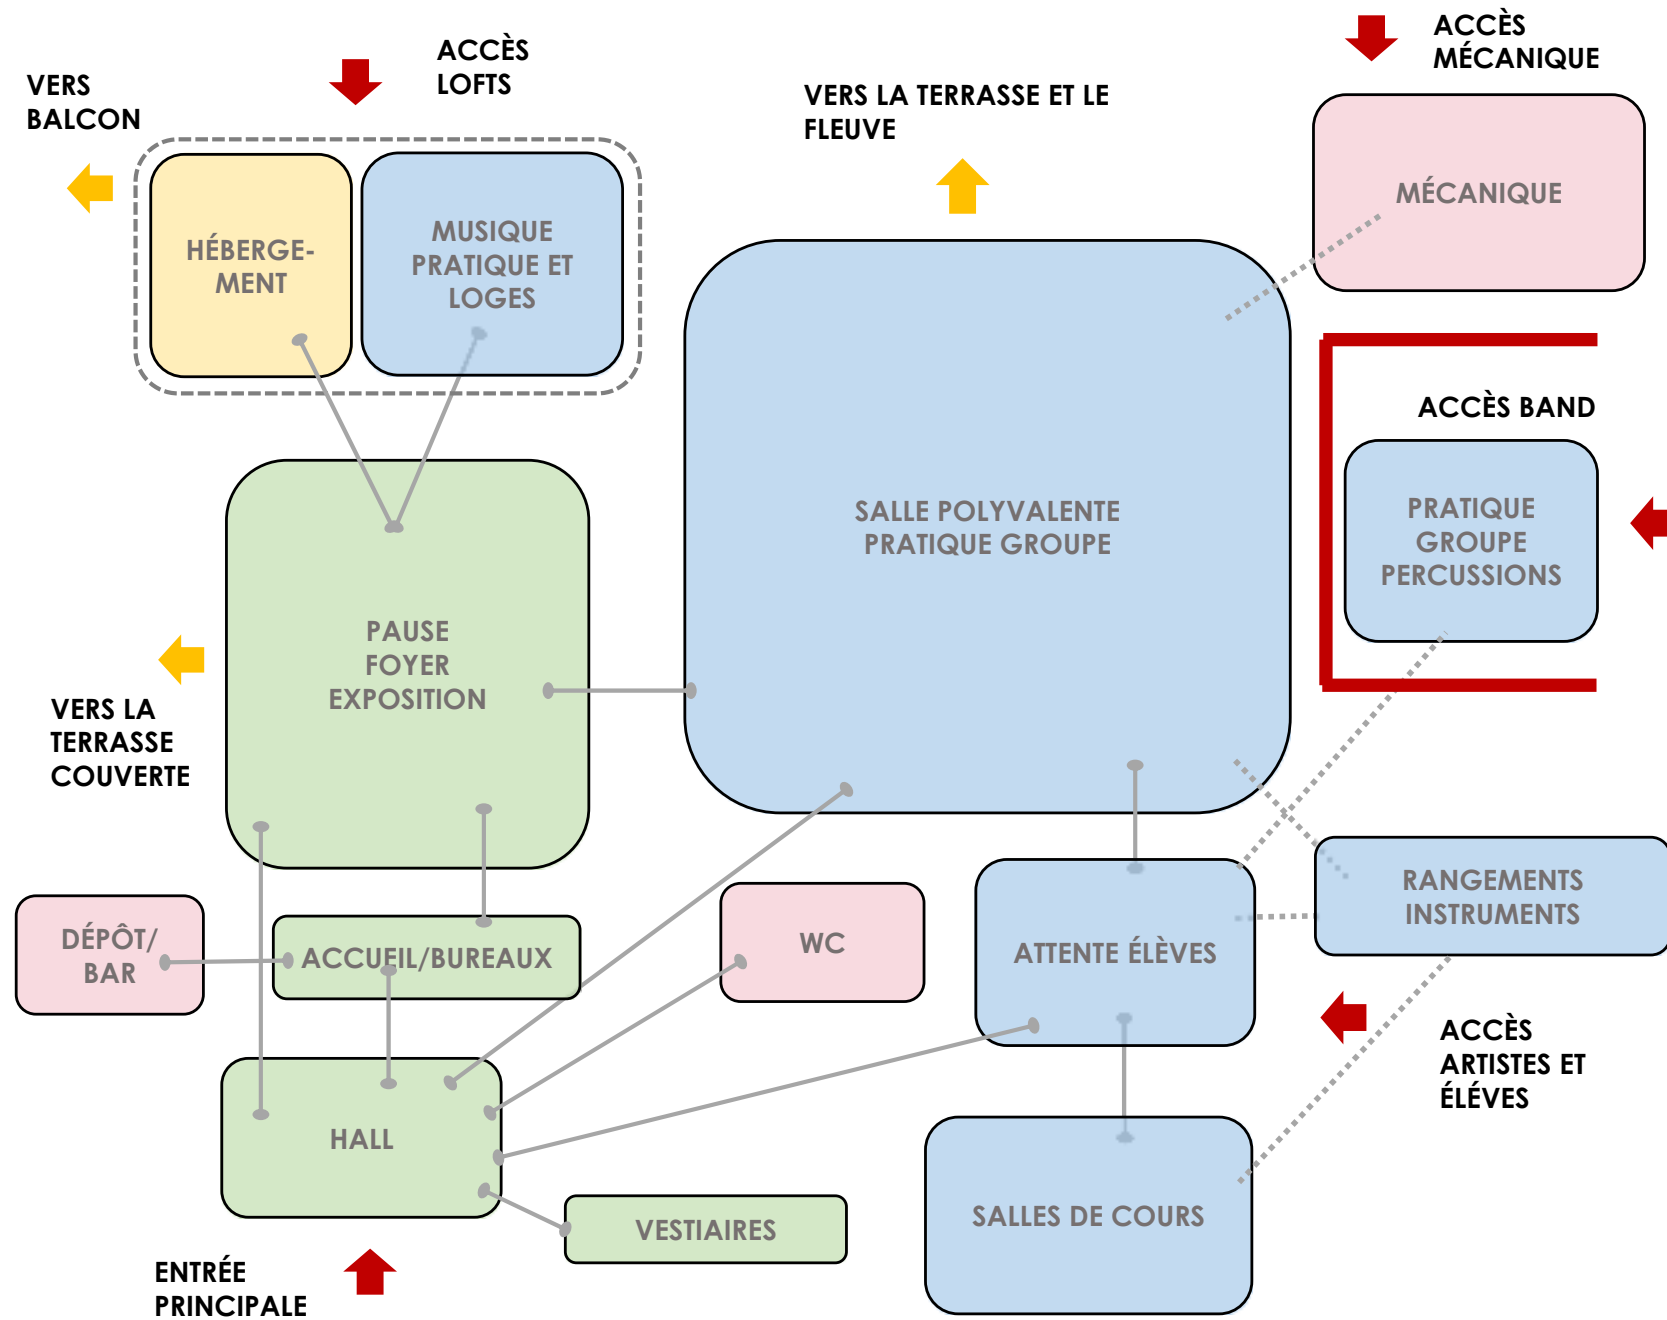 ACCÈS
MÉCANIQUE
ACCÈS
LOFTS
VERS
BALCON
VERS LA TERRASSE ET LE
FLEUVE
MÉCANIQUE
HÉBERGE-
MENT
MUSIQUE
PRATIQUE ET
LOGES
ACCÈS BAND
SALLE POLYVALENTE
PRATIQUE GROUPE
PRATIQUE
GROUPE
PERCUSSIONS
PAUSE
FOYER
EXPOSITION
VERS LA
TERRASSE
COUVERTE
DÉPÔT/
BAR
ACCUEIL/BUREAUX
WC
ATTENTE ÉLÈVES
RANGEMENTS
INSTRUMENTS
ACCÈS
ARTISTES ET
ÉLÉVES
HALL
VESTIAIRES
SALLES DE COURS
ENTRÉE
PRINCIPALE